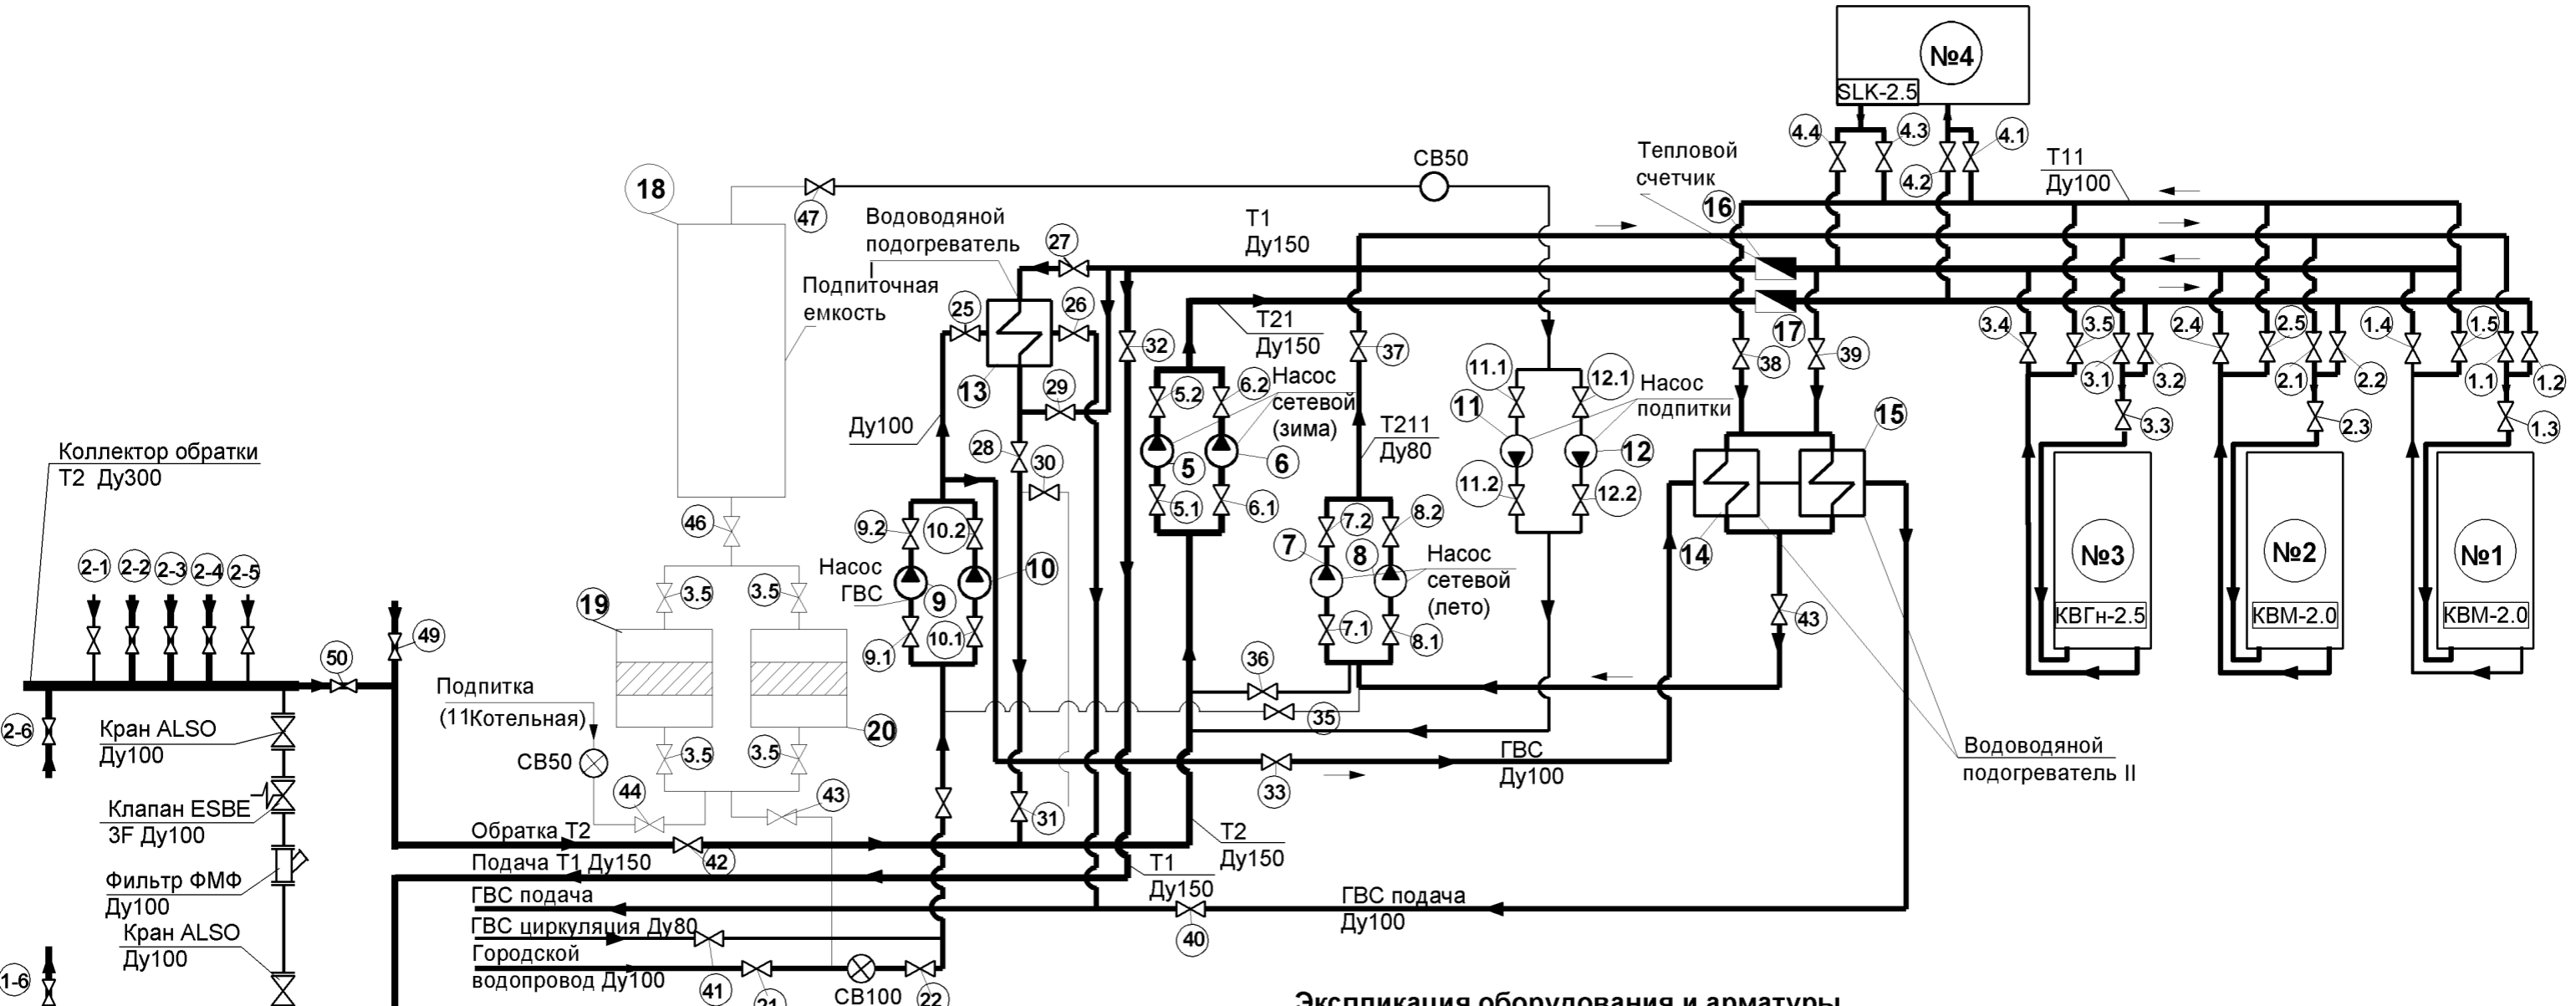 №4
SLK-2.5
4.4
4.3
4.1
4.2
Т11
Ду100
Тепловой
счетчик
16
СВ50
18
47
Водоводяной
подогреватель
I
27
Т1
Ду150
Подпиточная
емкость
25
26
32
Т21
Ду150
17
37
38
39
3.4
3.5
3.1
3.2
2.4
2.5
2.1
2.2
1.4
1.5
1.1
1.2
13
29
5.2
6.2
Насос
сетевой
(зима)
11.1
12.1
Насос
подпитки
11
12
15
3.3
2.3
1.3
Ду100
28
30
5
6
Т211
Ду80
11.2
12.2
Коллектор обратки
Т2 Ду300
46
9.2
10.2
5.1
6.1
7.2
8.2
14
№3
№2
№1
2-1
2-2
2-3
2-4
2-5
3.5
3.5
Насос
ГВС
9
10
7
8
Насос
сетевой
(лето)
19
9.1
10.1
7.1
8.1
43
КВГн-2.5
КВМ-2.0
КВМ-2.0
50
49
36
35
Подпитка
(11Котельная)
20
2-6
Кран ALSO
Ду100
СВ50
3.5
3.5
ГВС
Ду100
33
Водоводяной
подогреватель II
Клапан ESBE
3F Ду100
44
43
31
Обратка Т2
42
Т2
Ду150
Подача Т1 Ду150
Т1
Ду150
Фильтр ФМФ
Ду100
ГВС подача
ГВС подача
Ду100
40
ГВС циркуляция Ду80
Кран ALSO
Ду100
Городской
водопровод Ду100
41
21
СВ100
22
1-6
Экспликация оборудования и арматуры